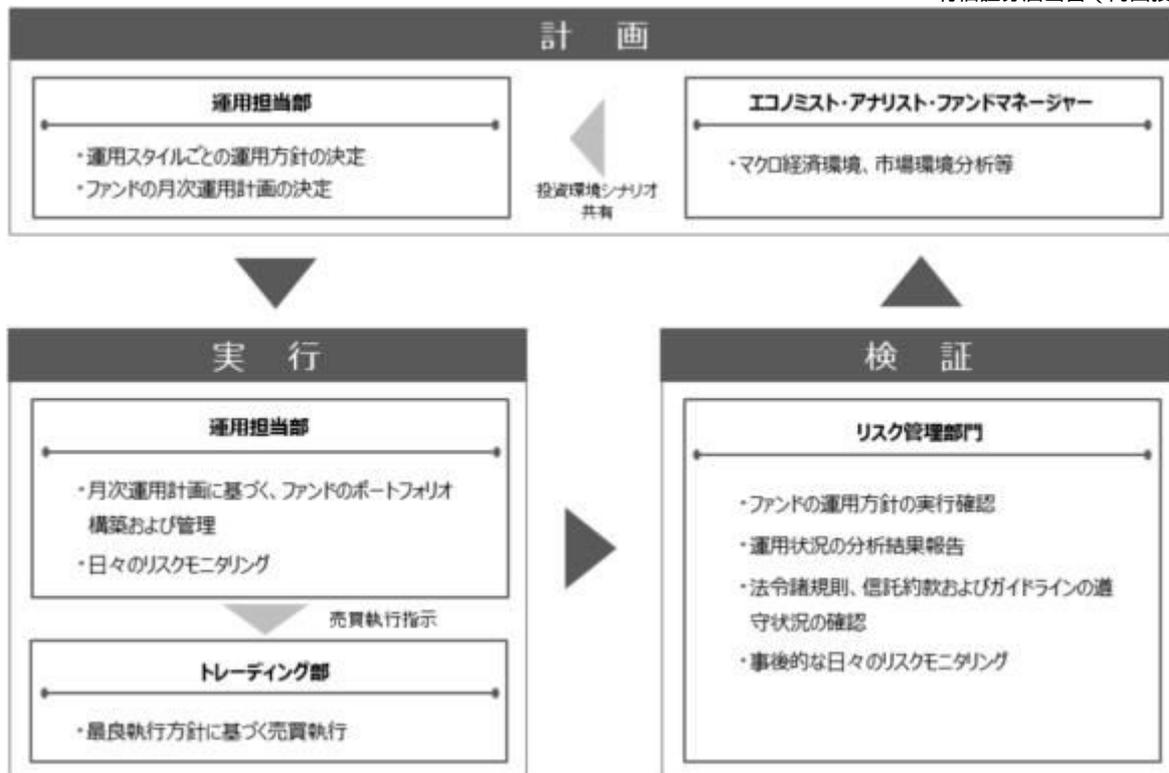 計 画
運用担当部
・運用スタイルごとの運用方針の決定
・ファンドの月次運用計画の決定
投資環境シナリオ
共有
エコノミスト・アナリスト・ファンドマネージャー
・マクロ経済環境、市場環境分析等
実 行
運用担当部
・月次運用計画に基づく、ファンドのポートフォリオ
構築および管理
・日々のリスクモニタリング
売買執行指示
トレーディング部
・最良執行方針に基づく売買執行
検 証
リスク管理部門
・ファンドの運用方針の実行確認
・運用状況の分析結果報告
・法令諸規則、信託約款およびガイドラインの遵
守状況の確認
・事後的な日々のリスクモニタリング